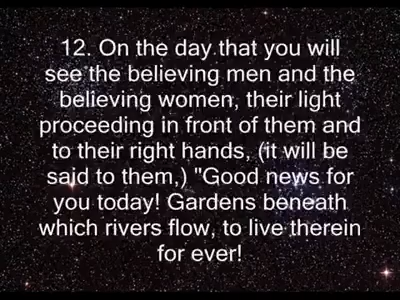 12. On the day that you will
see the believing men and the
believing women, their light
proceeding in front of them and
to their right hands, (it will be
said to them,) "Good news for
you today! Gardens beneath
which rivers flow, to live therein
for ever!